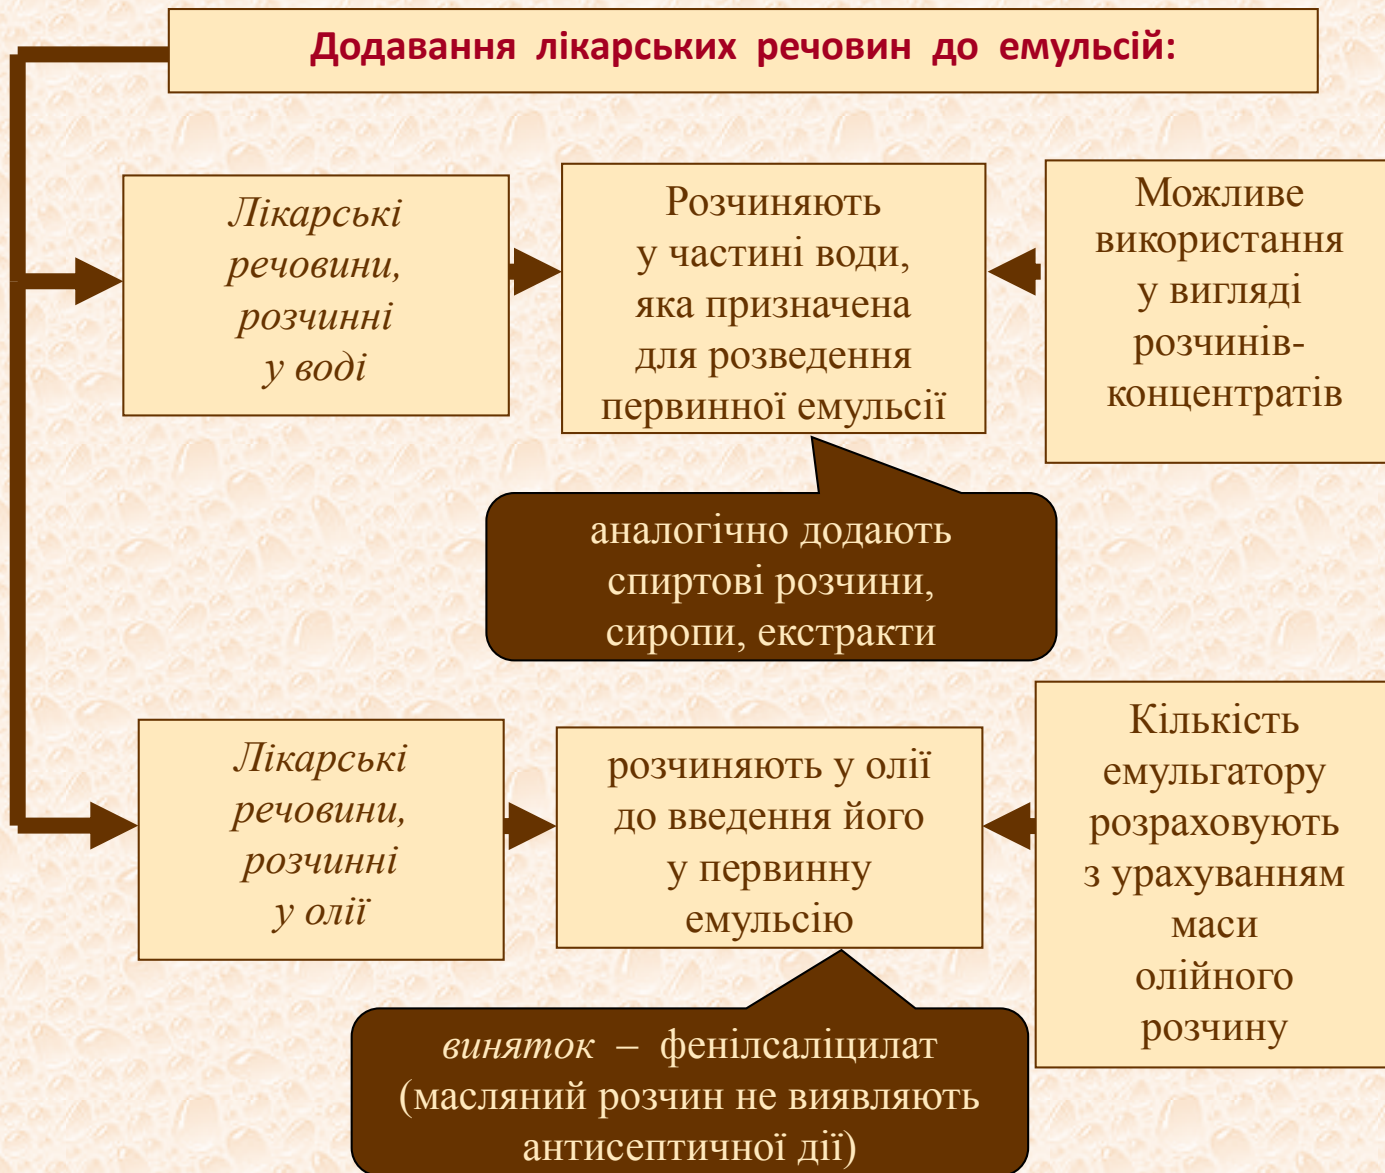 Додавання лікарських речовин до емульсій:
Лікарські
речовини,
розчинні
у воді
Розчиняють
у частині води,
яка призначена
для розведення
первинної емульсії
Можливе
використання
у вигляді
розчинів-
концентратів
аналогічно додають
спиртові розчини,
сиропи, екстракти
Лікарські
речовини,
розчинні
у олії
розчиняють у олії
до введення його
у первинну
емульсію
Кількість
емульгатору
розраховують
з урахуванням
маси
олійного
розчину
виняток – фенілсаліцилат
(масляний розчин не виявляють
антисептичної дії)